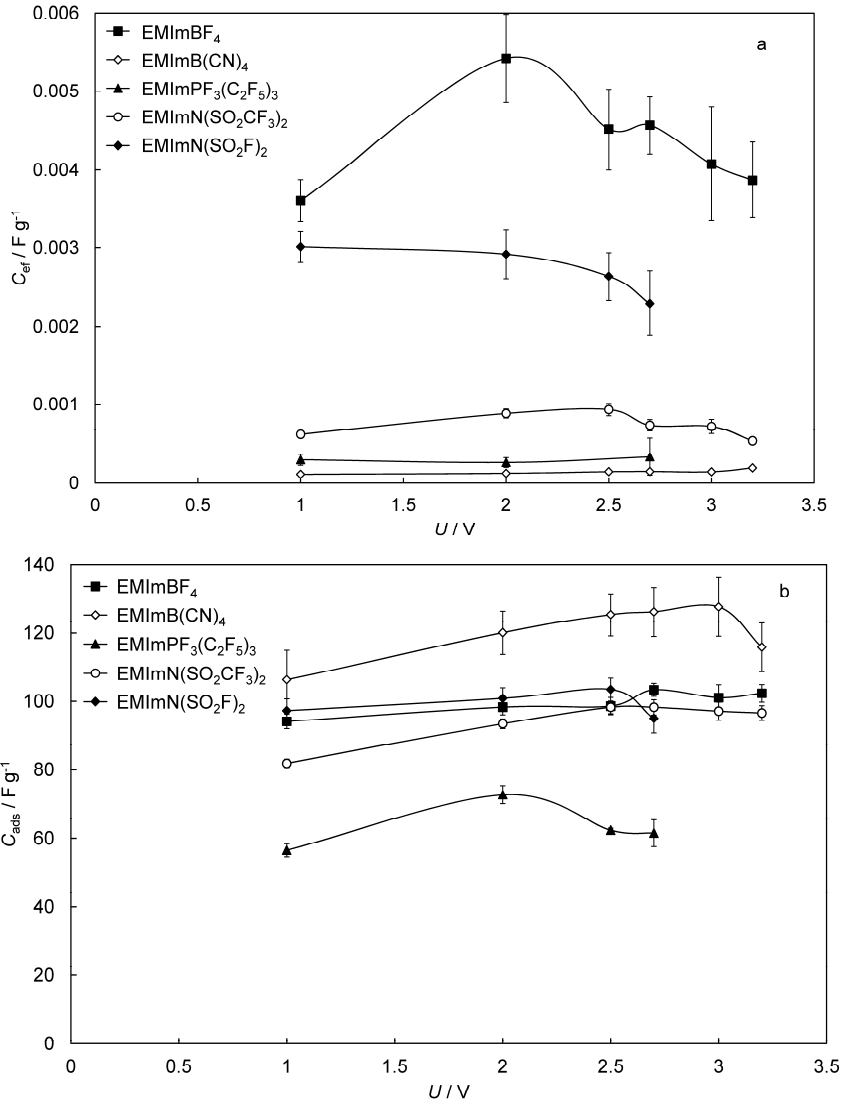 0.006
0.005
0.004
0.003
0.002
0.001
0
C_ef / F g⁻¹
EMImBF₄
EMImB(CN)₄
EMImPF₃(C₂F₅)₃
EMImN(SO₂CF₃)₂
EMImN(SO₂F)₂
a
0 0.5 1 1.5 2 2.5 3 3.5
U / V
140
120
100
80
60
40
20
0
C_ads / F g⁻¹
EMImBF₄
EMImB(CN)₄
EMImPF₃(C₂F₅)₃
EMImN(SO₂CF₃)₂
EMImN(SO₂F)₂
b
0 0.5 1 1.5 2 2.5 3 3.5
U / V